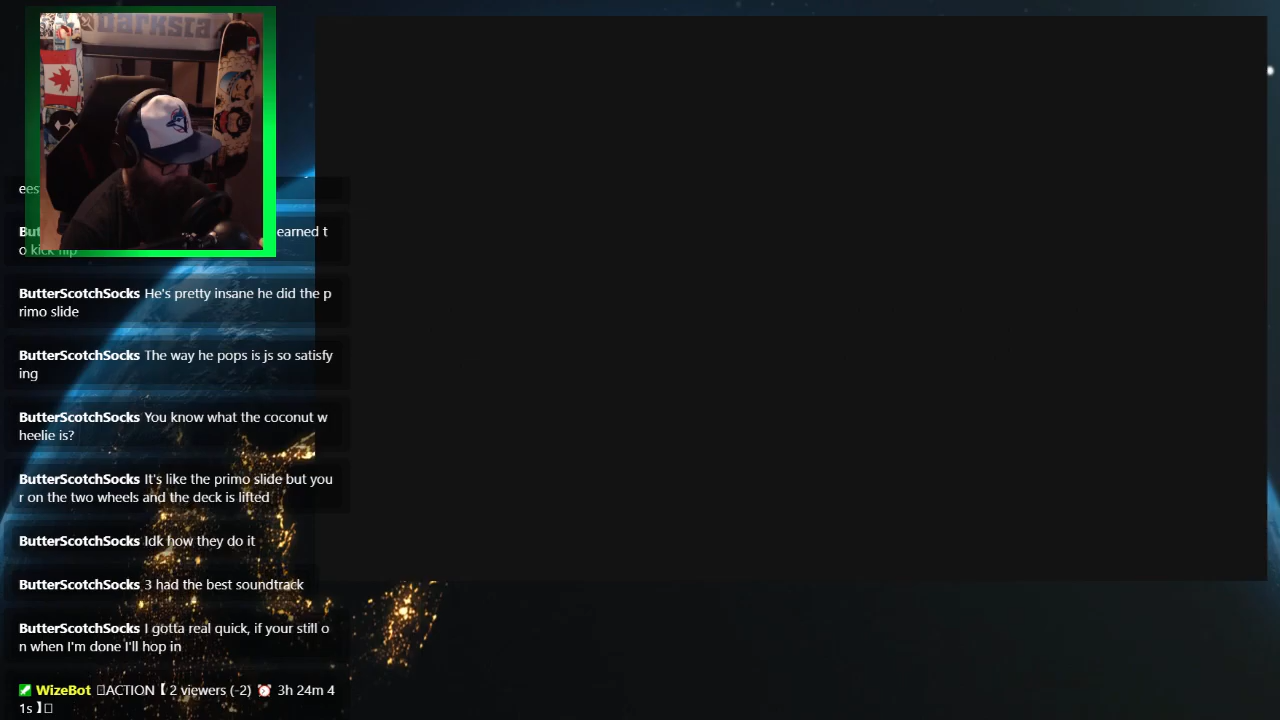 Darksta
ees
But earned t
o kick flip
ButterScotchSocks He's pretty insane he did the p
rimo slide
ButterScotchSocks The way he pops is js so satisfy
ing
ButterScotchSocks You know what the coconut w
heelie is?
ButterScotchSocks It's like the primo slide but you
r on the two wheels and the deck is lifted
ButterScotchSocks Idk how they do it
ButterScotchSocks 3 had the best soundtrack
ButterScotchSocks I gotta real quick, if your still o
n when I'm done I'll hop in
WizeBot □ACTION【 2 viewers (-2) ⏰ 3h 24m 4
1s 】□